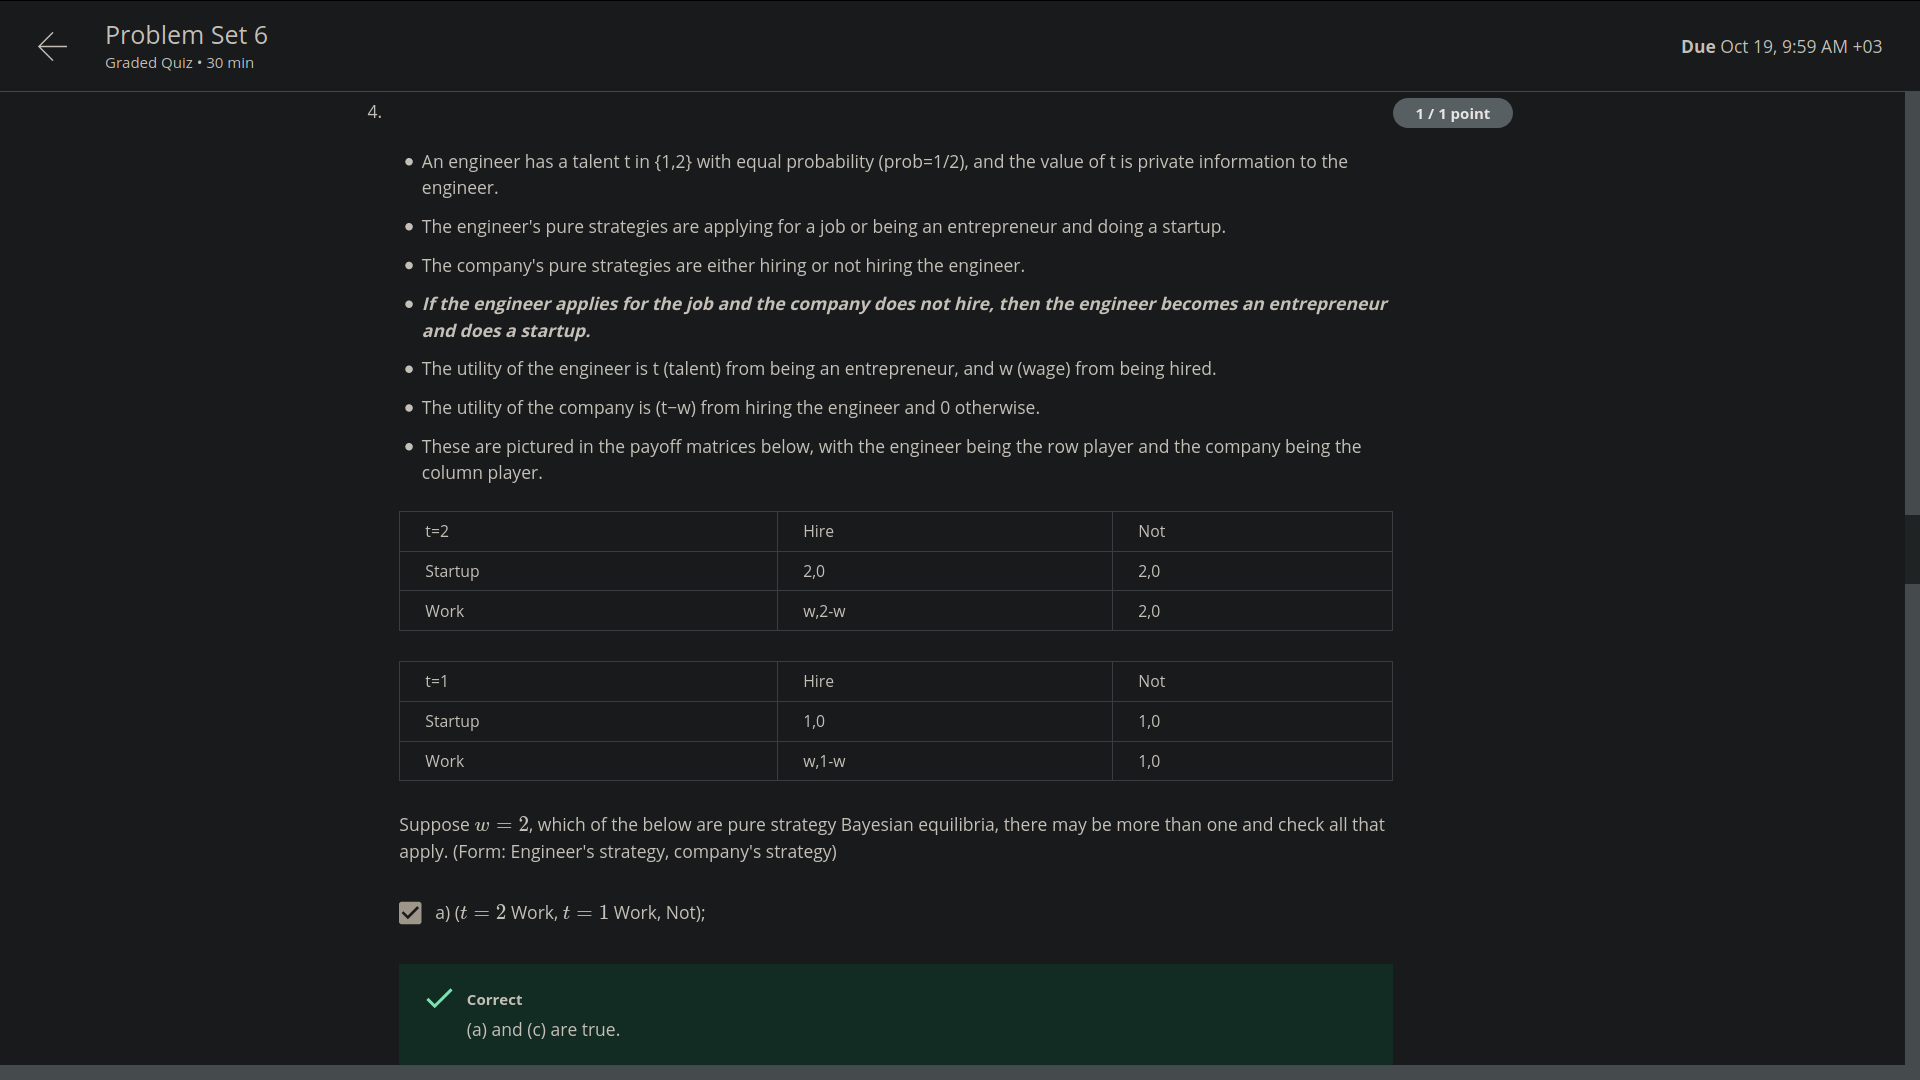 Problem Set 6
Graded Quiz • 30 min
Due Oct 19, 9:59 AM +03
4.
1 / 1 point
• An engineer has a talent t in {1,2} with equal probability (prob=1/2), and the value of t is private information to the
engineer.
• The engineer's pure strategies are applying for a job or being an entrepreneur and doing a startup.
• The company's pure strategies are either hiring or not hiring the engineer.
• If the engineer applies for the job and the company does not hire, then the engineer becomes an entrepreneur
and does a startup.
• The utility of the engineer is t (talent) from being an entrepreneur, and w (wage) from being hired.
• The utility of the company is (t−w) from hiring the engineer and 0 otherwise.
• These are pictured in the payoff matrices below, with the engineer being the row player and the company being the
column player.
t=2 Hire Not
Startup 2,0 2,0
Work w,2-w 2,0
t=1 Hire Not
Startup 1,0 1,0
Work w,1-w 1,0
Suppose w = 2, which of the below are pure strategy Bayesian equilibria, there may be more than one and check all that
apply. (Form: Engineer's strategy, company's strategy)
a) (t = 2 Work, t = 1 Work, Not);
Correct
(a) and (c) are true.